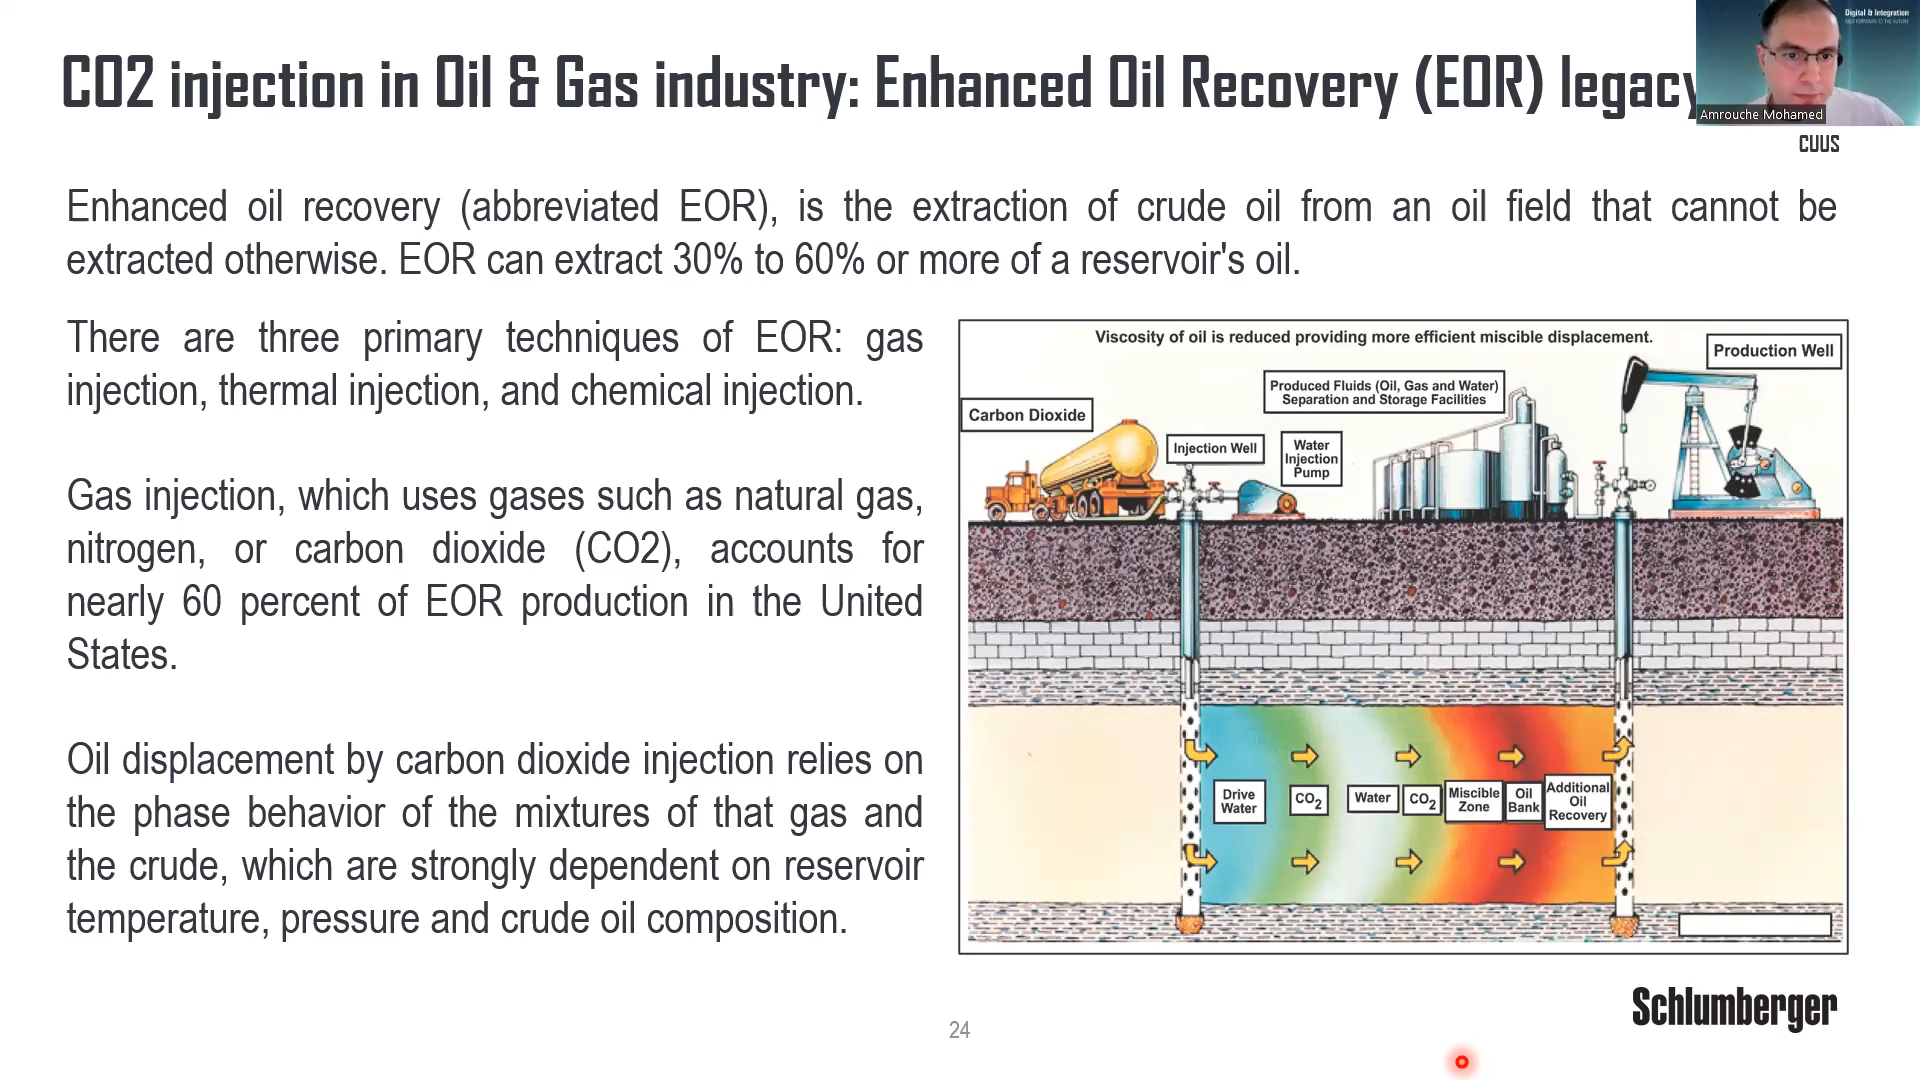 CO2 injection in Oil & Gas industry: Enhanced Oil Recovery (EOR) legacy
Digital & Integration
FAST FORWARD TO THE FUTURE
Amrouche Mohamed
CUUS
Enhanced oil recovery (abbreviated EOR), is the extraction of crude oil from an oil field that cannot be
extracted otherwise. EOR can extract 30% to 60% or more of a reservoir's oil.
There are three primary techniques of EOR: gas
injection, thermal injection, and chemical injection.
Gas injection, which uses gases such as natural gas,
nitrogen, or carbon dioxide (CO2), accounts for
nearly 60 percent of EOR production in the United
States.
Oil displacement by carbon dioxide injection relies on
the phase behavior of the mixtures of that gas and
the crude, which are strongly dependent on reservoir
temperature, pressure and crude oil composition.
Viscosity of oil is reduced providing more efficient miscible displacement.
Production Well
Produced Fluids (Oil, Gas and Water)
Separation and Storage Facilities
Carbon Dioxide
Injection Well
Water
Injection
Pump
Drive
Water
CO2
Water
CO2
Miscible
Zone
Oil
Bank
Additional
Oil
Recovery
Schlumberger
24